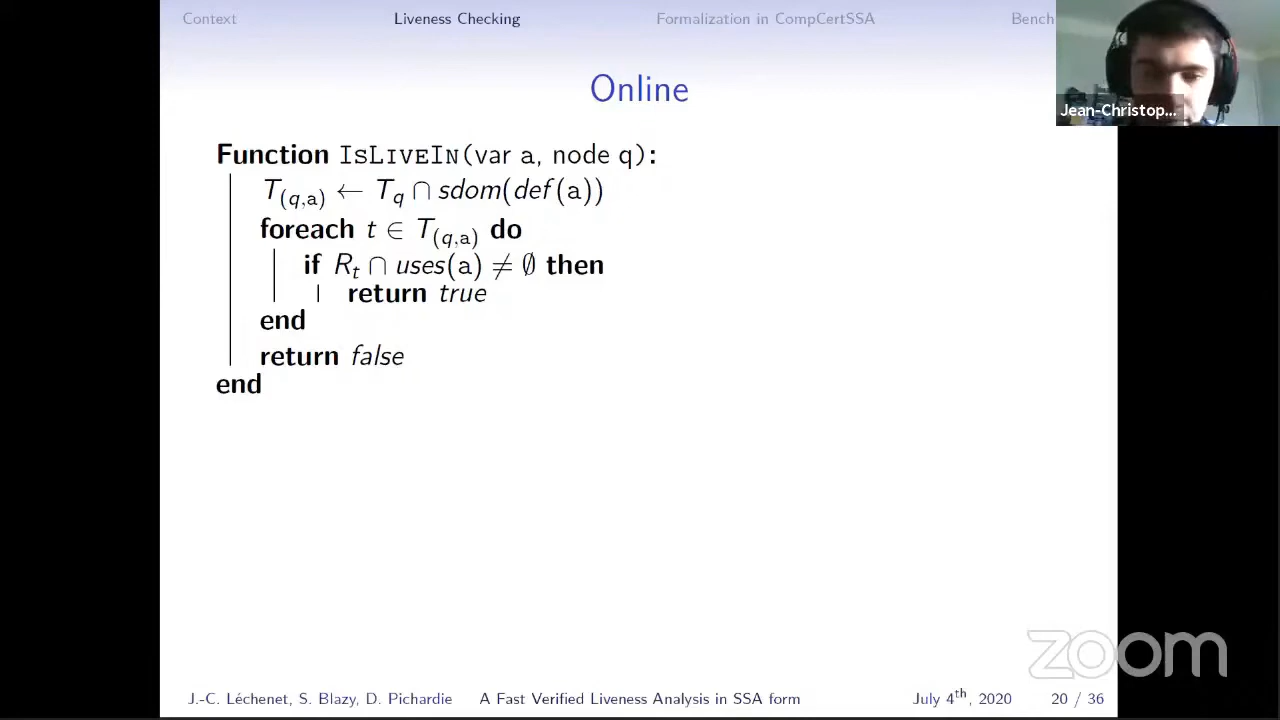 Context Liveness Checking Formalization in CompCertSSA Bench
Jean-Christop...
Online
Function IsLiveIn(var a, node q):
T(q,a) ← Tq ∩ sdom(def(a))
foreach t ∈ T(q,a) do
if Rt ∩ uses(a) ≠ ∅ then
return true
end
return false
end
zoom
J.-C. Léchenet, S. Blazy, D. Pichardie A Fast Verified Liveness Analysis in SSA form July 4th, 2020 20 / 36